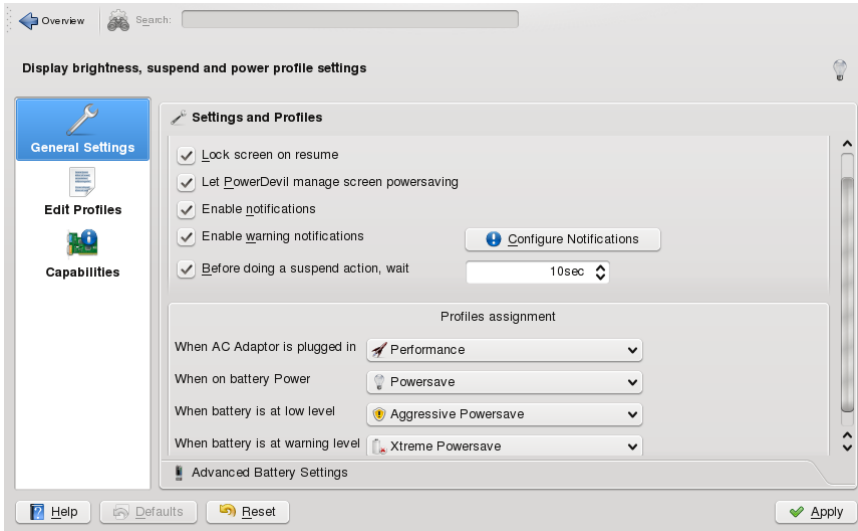 Overview
Search:
Display brightness, suspend and power profile settings
General Settings
Edit Profiles
Capabilities
Settings and Profiles
Lock screen on resume
Let PowerDevil manage screen powersaving
Enable notifications
Enable warning notifications
Configure Notifications
Before doing a suspend action, wait
10sec
Profiles assignment
When AC Adaptor is plugged in
Performance
When on battery Power
Powersave
When battery is at low level
Aggressive Powersave
When battery is at warning level
Xtreme Powersave
Advanced Battery Settings
Help
Defaults
Reset
Apply